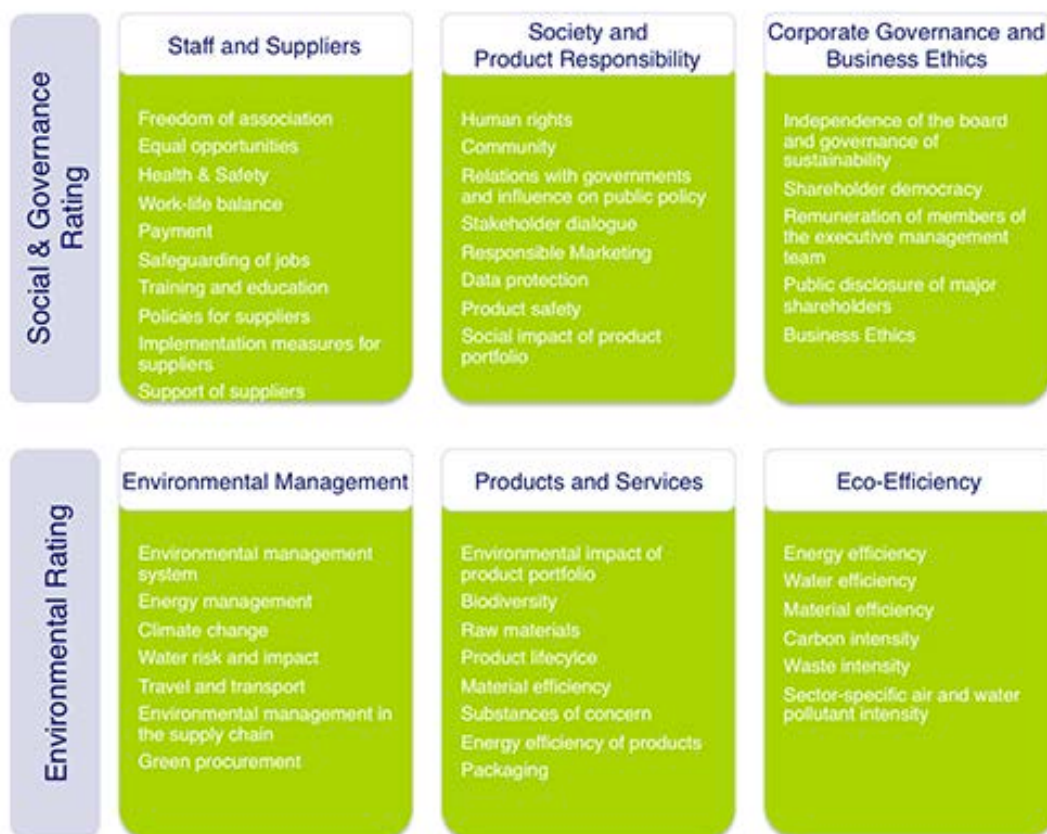 Social & Governance
Rating
Staff and Suppliers
Freedom of association
Equal opportunities
Health & Safety
Work-life balance
Payment
Safeguarding of jobs
Training and education
Policies for suppliers
Implementation measures for
suppliers
Support of suppliers
Society and
Product Responsibility
Human rights
Community
Relations with governments
and influence on public policy
Stakeholder dialogue
Responsible Marketing
Data protection
Product safety
Social impact of product
portfolio
Corporate Governance and
Business Ethics
Independence of the board
and governance of
sustainability
Shareholder democracy
Remuneration of members of
the executive management
team
Public disclosure of major
shareholders
Business Ethics
Environmental Rating
Environmental Management
Environmental management
system
Energy management
Climate change
Water risk and impact
Travel and transport
Environmental management in
the supply chain
Green procurement
Products and Services
Environmental impact of
product portfolio
Biodiversity
Raw materials
Product lifecylce
Material efficiency
Substances of concern
Energy efficiency of products
Packaging
Eco-Efficiency
Energy efficiency
Water efficiency
Material efficiency
Carbon intensity
Waste intensity
Sector-specific air and water
pollutant intensity